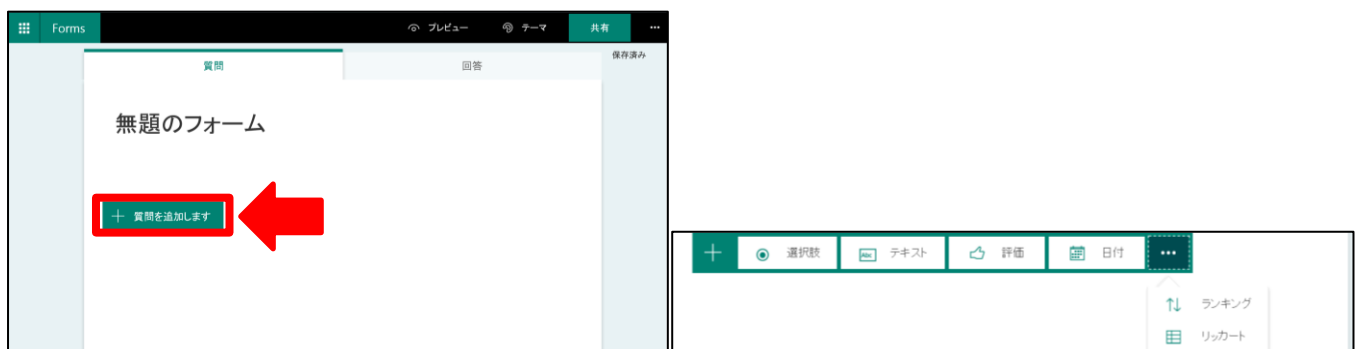 Forms
プレビュー
テーマ
共有
保存済み
質問
回答
無題のフォーム
質問を追加します
選択肢
Abc
テキスト
評価
日付
ランキング
リッカート